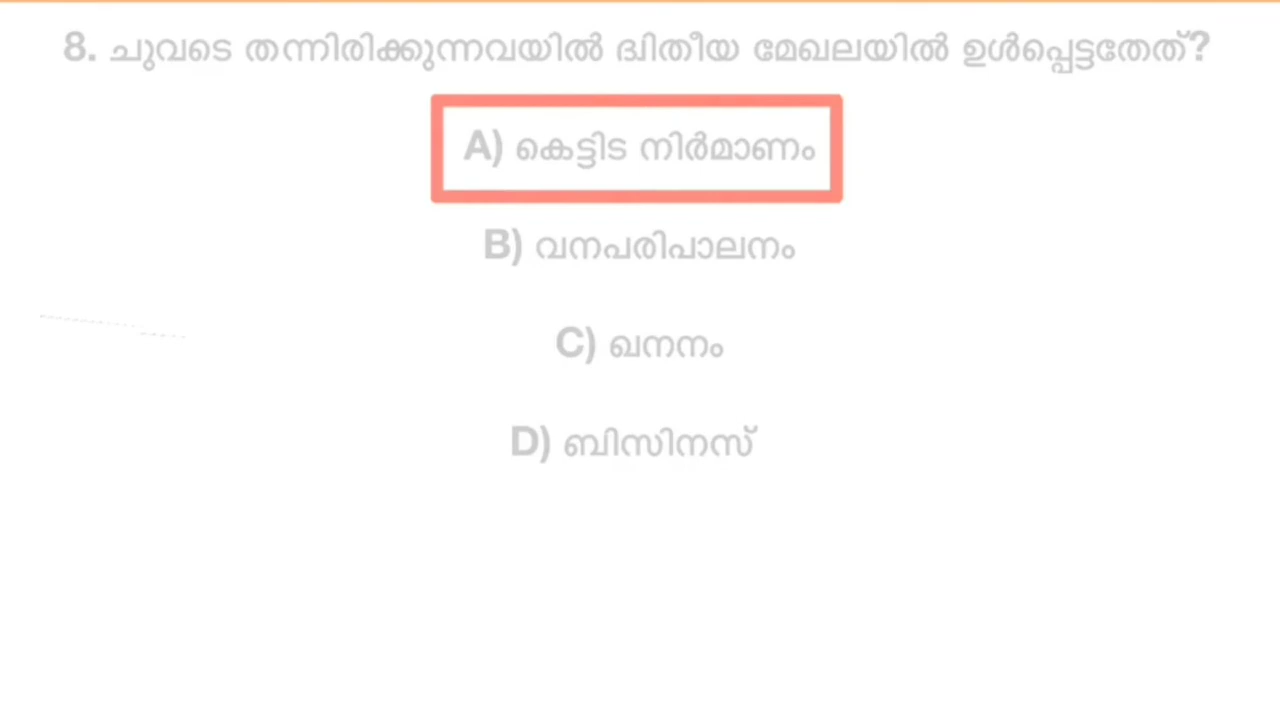 8. ചുവടെ തന്നിരിക്കുന്നവയിൽ ദ്വിതീയ മേഖലയിൽ ഉൾപ്പെട്ടതേത്?
A) കെട്ടിട നിർമാണം
B) വനപരിപാലനം
C) ഖനനം
D) ബിസിനസ്